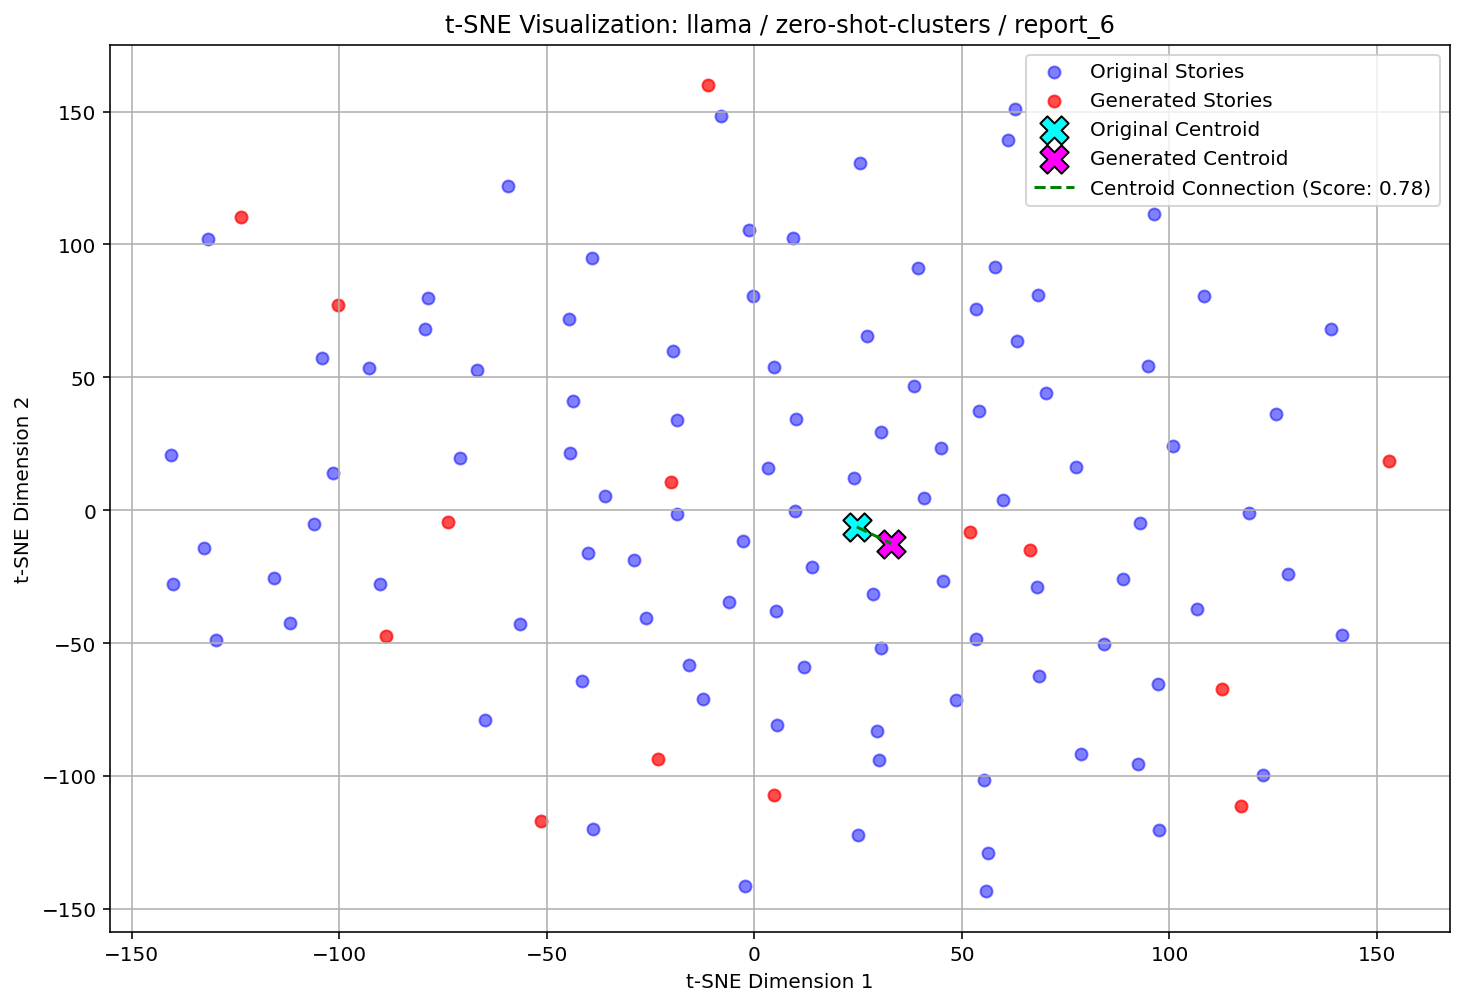 t-SNE Visualization: llama / zero-shot-clusters / report_6
Original Stories
Generated Stories
Original Centroid
Generated Centroid
Centroid Connection (Score: 0.78)
t-SNE Dimension 2
150
100
50
0
−50
−100
−150
−150
−100
−50
0
50
100
150
t-SNE Dimension 1